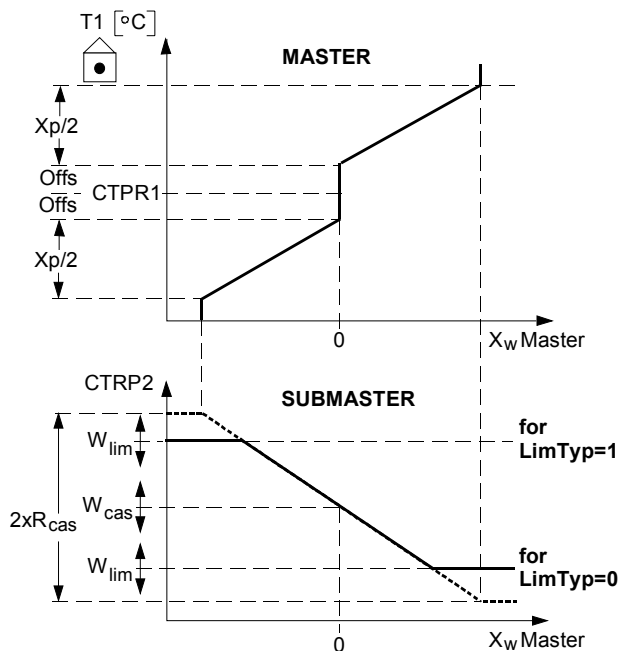 T1 [°C]
MASTER
Xp/2
Offs
CTPR1
Offs
Xp/2
0
Xw Master
CTRP2
SUBMASTER
Wlim
for
LimTyp=1
2xRcas
Wcas
Wlim
for
LimTyp=0
0
Xw Master